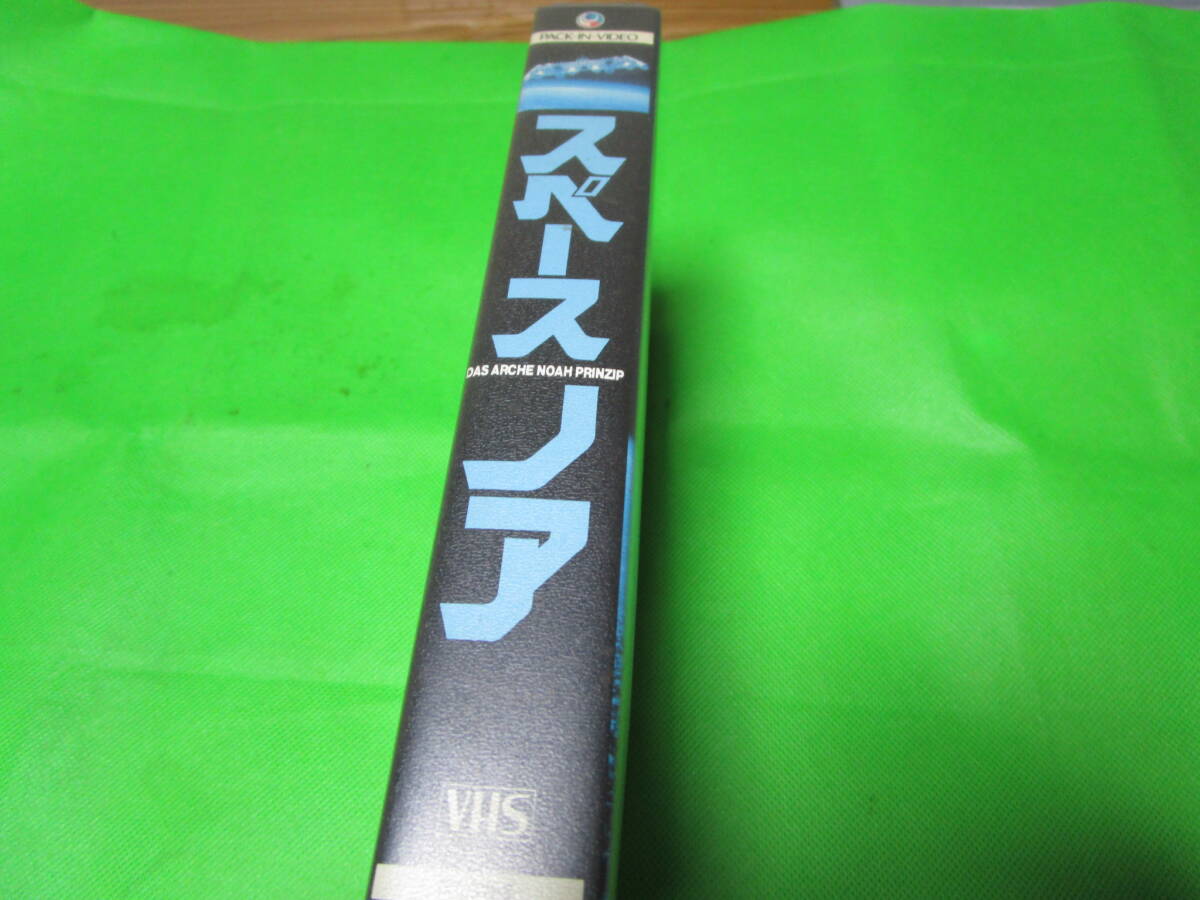 PACK-IN-VIDEO
スペース
DAS ARCHE NOAH PRINZIP
ノア
VHS